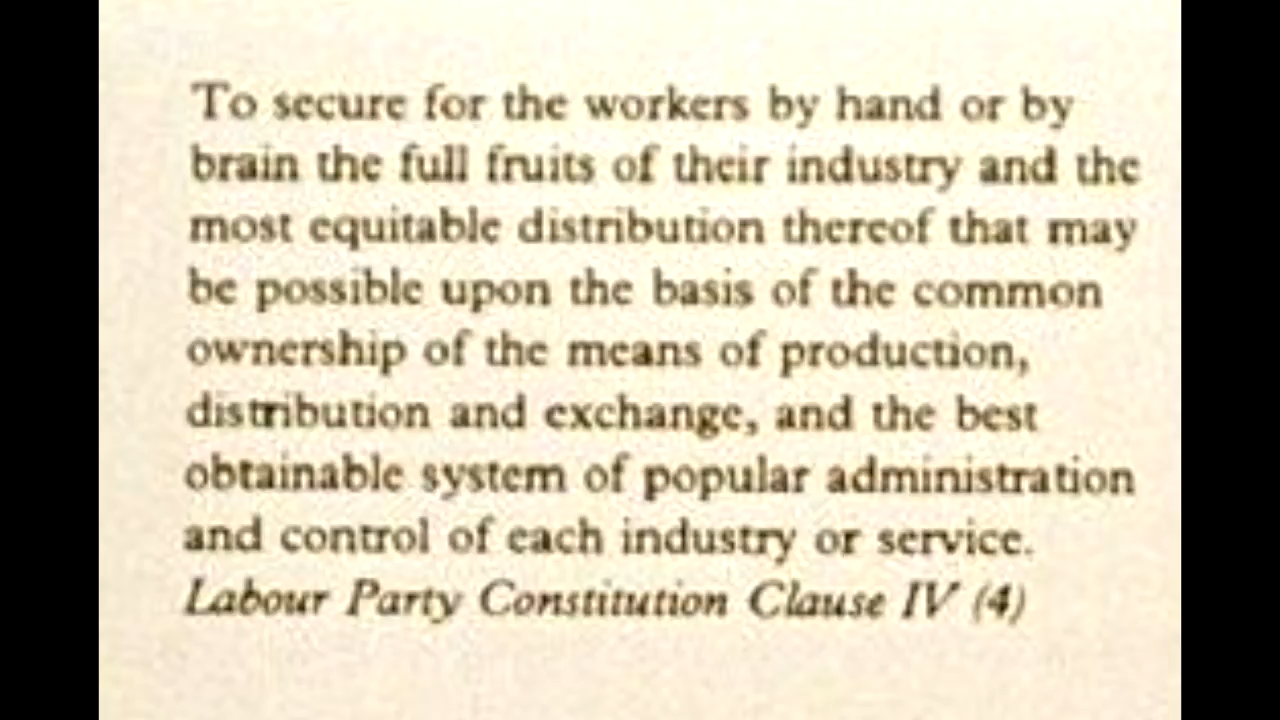 To secure for the workers by hand or by
brain the full fruits of their industry and the
most equitable distribution thereof that may
be possible upon the basis of the common
ownership of the means of production,
distribution and exchange, and the best
obtainable system of popular administration
and control of each industry or service.
Labour Party Constitution Clause IV (4)